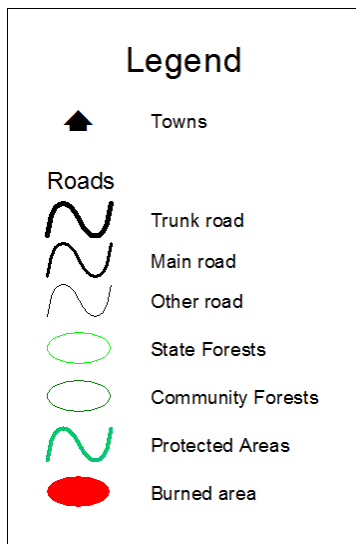 Legend
Towns
Roads
Trunk road
Main road
Other road
State Forests
Community Forests
Protected Areas
Burned area